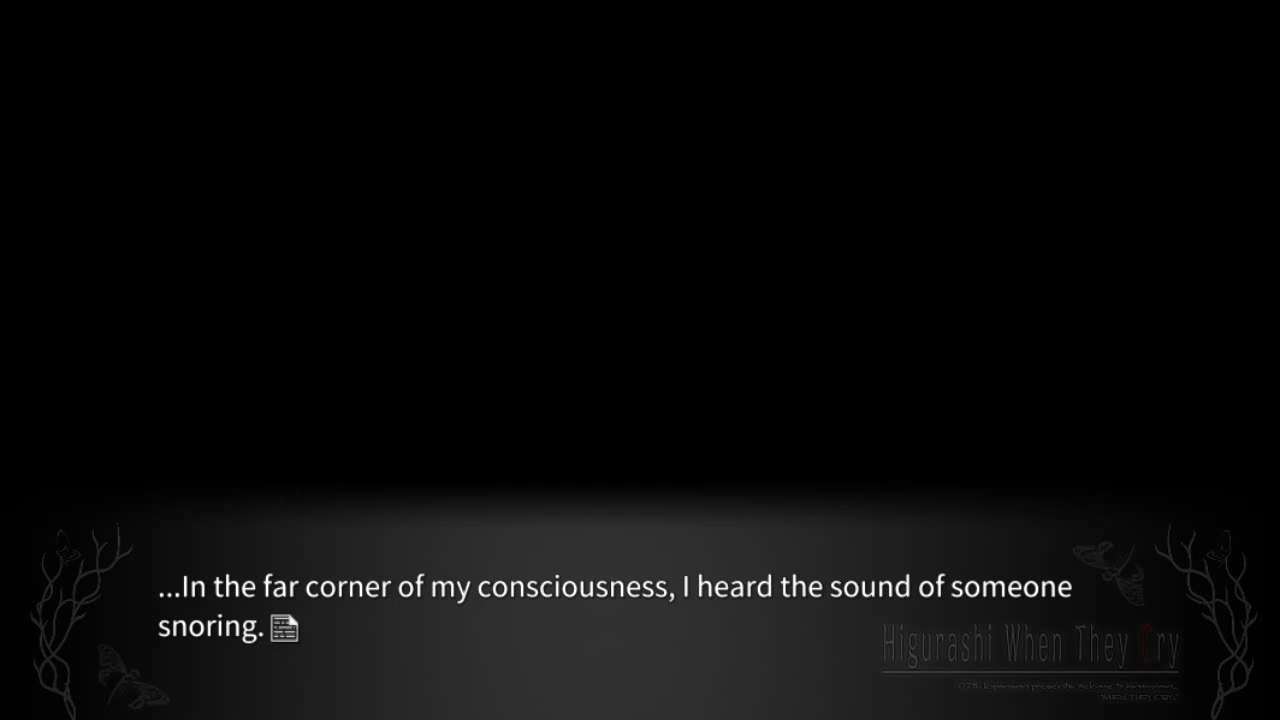 ...In the far corner of my consciousness, I heard the sound of someone
snoring.
Higurashi When They Cry